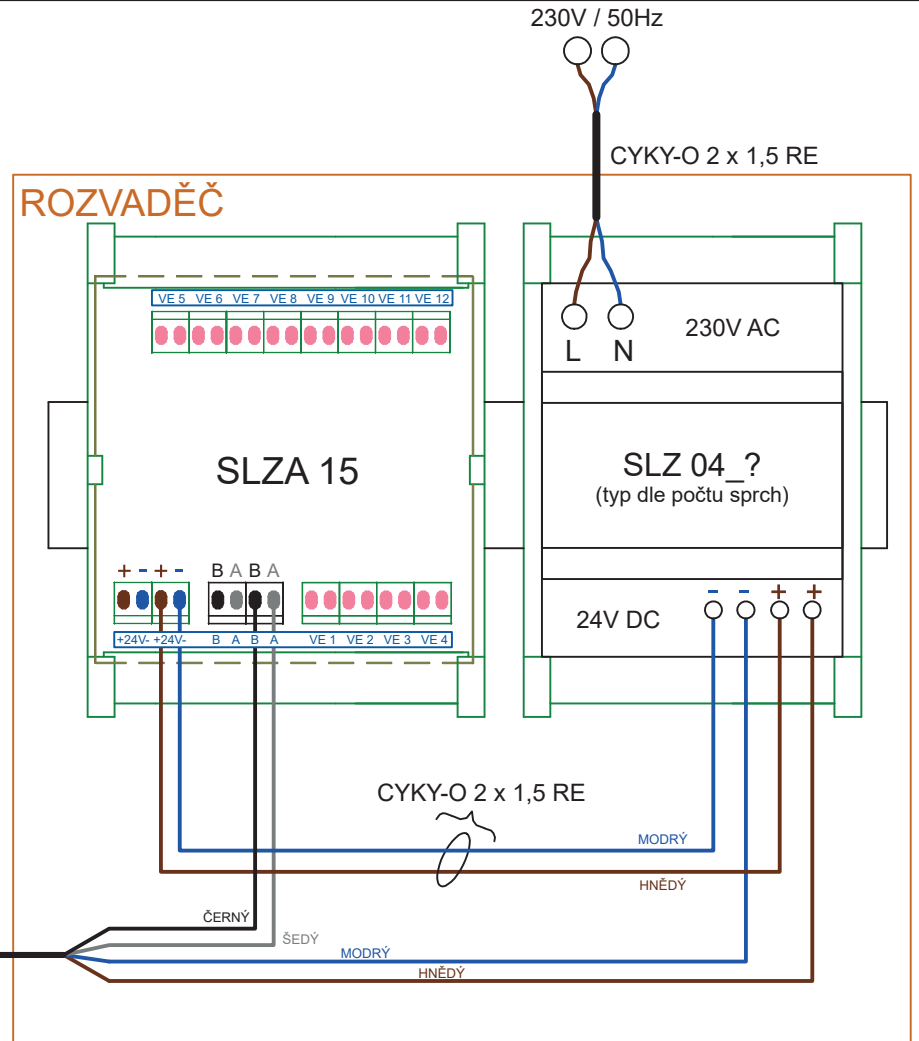 230V / 50Hz
CYKY-O 2 x 1,5 RE
ROZVADĚČ
VE 5 VE 6 VE 7 VE 8 VE 9 VE 10 VE 11 VE 12
L N
230V AC
SLZA 15
SLZ 04_?
(typ dle počtu sprch)
+ - + -
B A B A
+24V- +24V-
B A B A
VE 1 VE 2 VE 3 VE 4
24V DC
- - + +
CYKY-O 2 x 1,5 RE
MODRÝ
HNĚDÝ
ČERNÝ
ŠEDÝ
MODRÝ
HNĚDÝ